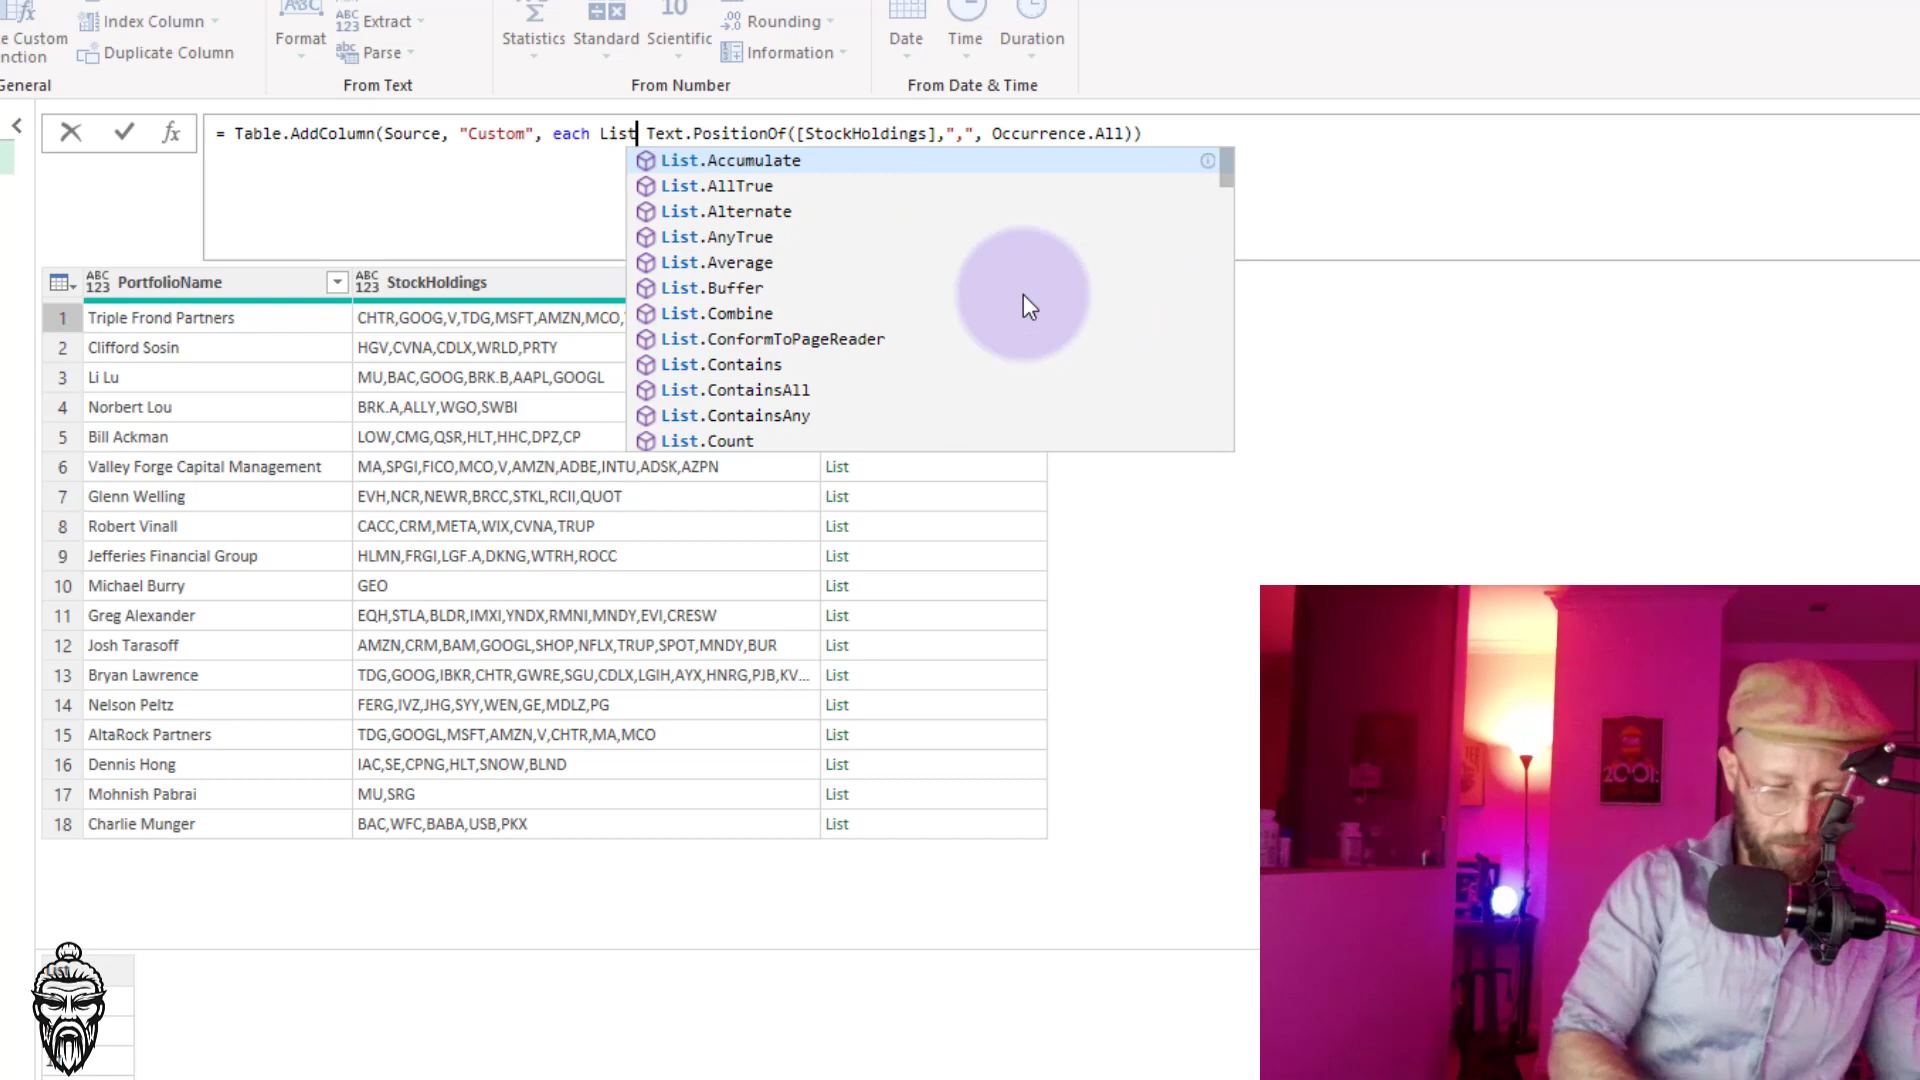 Index Column
ABC 123 Extract
Duplicate Column
ABC Parse
e Custom
nction
Format
Statistics Standard Scientific
10
.00 Rounding
Information
Date Time Duration
General
From Text
From Number
From Date & Time
fx = Table.AddColumn(Source, "Custom", each List Text.PositionOf([StockHoldings],",", Occurrence.All))
List.Accumulate
List.AllTrue
List.Alternate
List.AnyTrue
List.Average
List.Buffer
List.Combine
List.ConformToPageReader
List.Contains
List.ContainsAll
List.ContainsAny
List.Count
ABC 123 PortfolioName ABC 123 StockHoldings
1 Triple Frond Partners CHTR,GOOG,V,TDG,MSFT,AMZN,MCO,
2 Clifford Sosin HGV,CVNA,CDLX,WRLD,PRTY
3 Li Lu MU,BAC,GOOG,BRK.B,AAPL,GOOGL
4 Norbert Lou BRK.A,ALLY,WGO,SWBI
5 Bill Ackman LOW,CMG,QSR,HLT,HHC,DPZ,CP
6 Valley Forge Capital Management MA,SPGI,FICO,MCO,V,AMZN,ADBE,INTU,ADSK,AZPN List
7 Glenn Welling EVH,NCR,NEWR,BRCC,STKL,RCII,QUOT List
8 Robert Vinall CACC,CRM,META,WIX,CVNA,TRUP List
9 Jefferies Financial Group HLMN,FRGI,LGF.A,DKNG,WTRH,ROCC List
10 Michael Burry GEO List
11 Greg Alexander EQH,STLA,BLDR,IMXI,YNDX,RMNI,MNDY,EVI,CRESW List
12 Josh Tarasoff AMZN,CRM,BAM,GOOGL,SHOP,NFLX,TRUP,SPOT,MNDY,BUR List
13 Bryan Lawrence TDG,GOOG,IBKR,CHTR,GWRE,SGU,CDLX,LGIH,AYX,HNRG,PJB,KV... List
14 Nelson Peltz FERG,IVZ,JHG,SYY,WEN,GE,MDLZ,PG List
15 AltaRock Partners TDG,GOOGL,MSFT,AMZN,V,CHTR,MA,MCO List
16 Dennis Hong IAC,SE,CPNG,HLT,SNOW,BLND List
17 Mohnish Pabrai MU,SRG List
18 Charlie Munger BAC,WFC,BABA,USB,PKX List
List
2001: